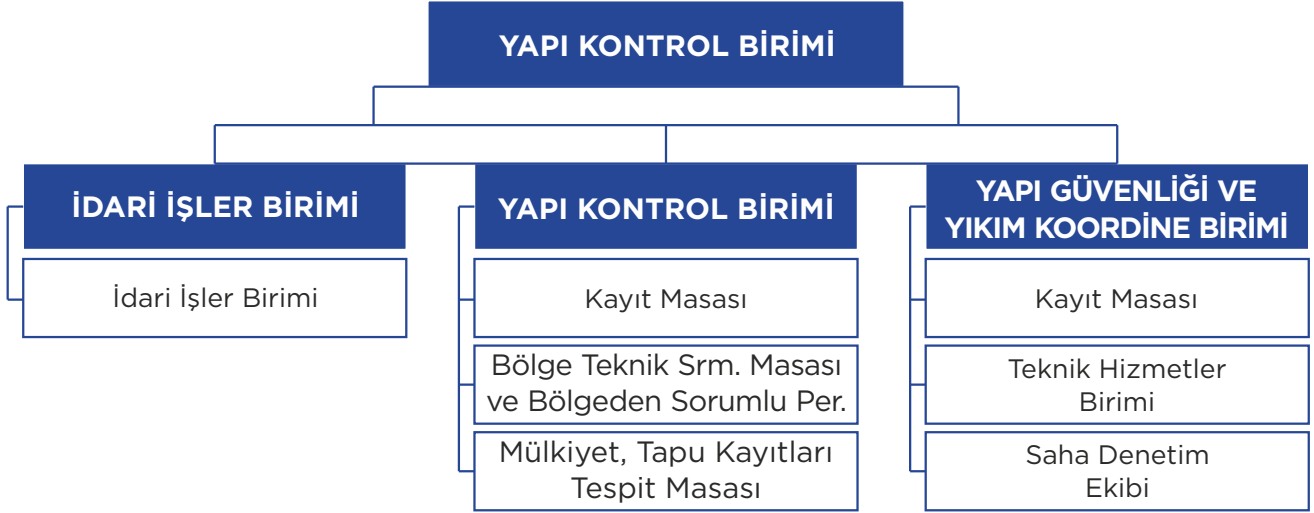 YAPI KONTROL BİRİMİ
İDARİ İŞLER BİRİMİ
İdari İşler Birimi
YAPI KONTROL BİRİMİ
Kayıt Masası
Bölge Teknik Srm. Masası
ve Bölgeden Sorumlu Per.
Mülkiyet, Tapu Kayıtları
Tespit Masası
YAPI GÜVENLİĞİ VE
YIKIM KOORDİNE BİRİMİ
Kayıt Masası
Teknik Hizmetler
Birimi
Saha Denetim
Ekibi